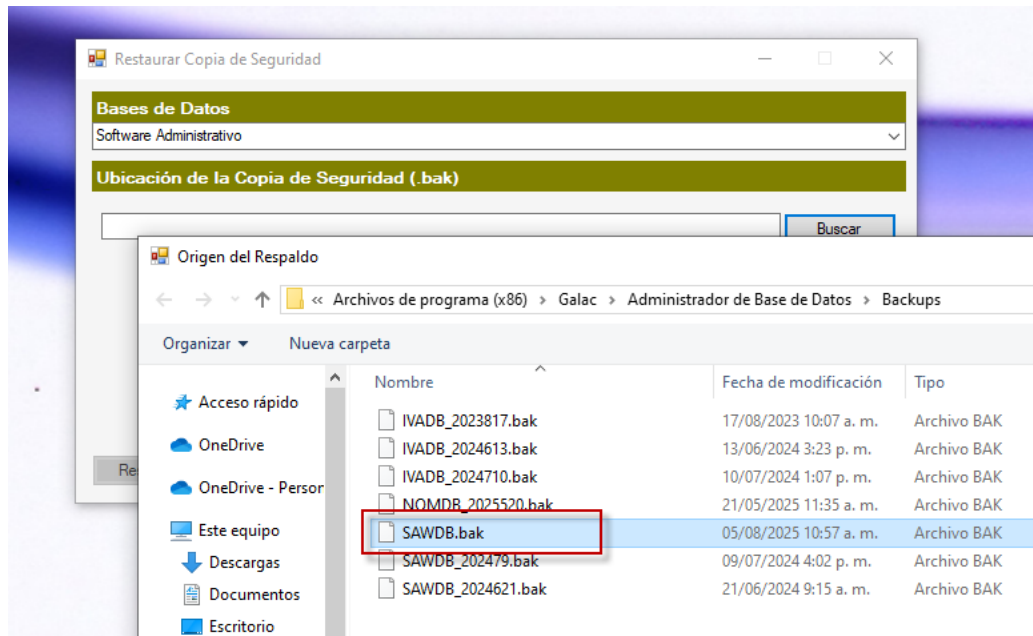 Restaurar Copia de Seguridad
Bases de Datos
Software Administrativo
Ubicación de la Copia de Seguridad (.bak)
Buscar
Origen del Respaldo
« Archivos de programa (x86) > Galac > Administrador de Base de Datos > Backups
Organizar Nueva carpeta
Nombre Fecha de modificación Tipo
Acceso rápido
OneDrive
OneDrive - Person
Este equipo
Descargas
Documentos
Escritorio
IVADB_2023817.bak 17/08/2023 10:07 a. m. Archivo BAK
IVADB_2024613.bak 13/06/2024 3:23 p. m. Archivo BAK
IVADB_2024710.bak 10/07/2024 1:07 p. m. Archivo BAK
NOMDB_2025520.bak 21/05/2025 11:35 a. m. Archivo BAK
SAWDB.bak 05/08/2025 10:57 a. m. Archivo BAK
SAWDB_202479.bak 09/07/2024 4:02 p. m. Archivo BAK
SAWDB_2024621.bak 21/06/2024 9:15 a. m. Archivo BAK